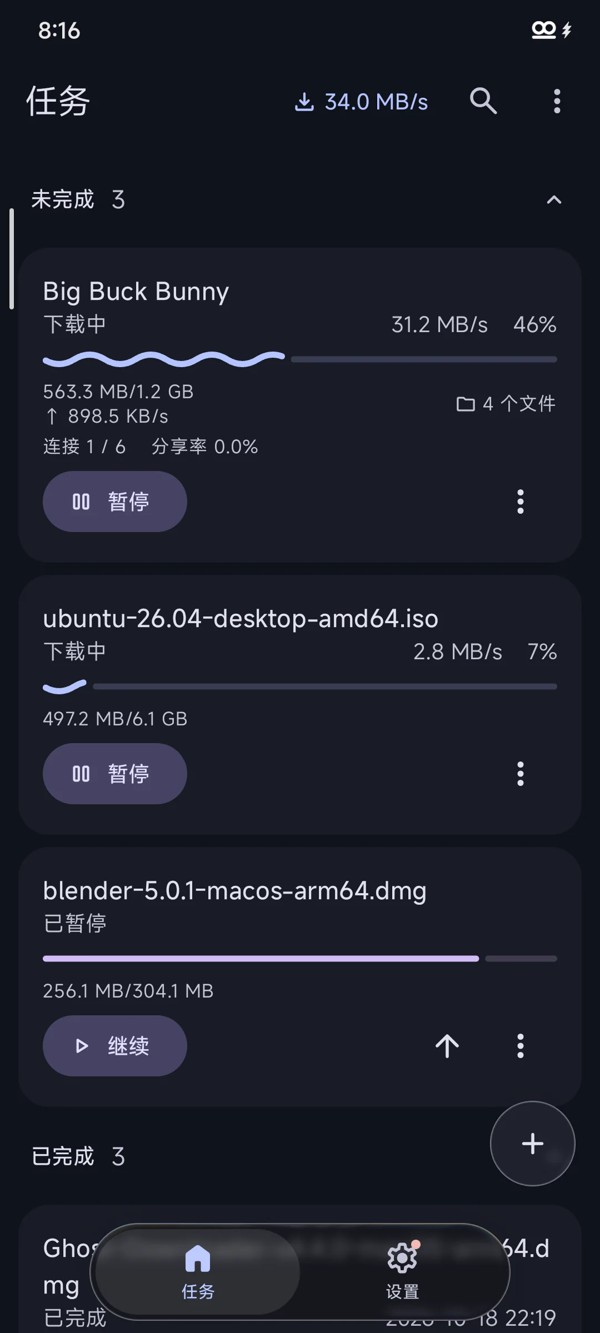 8:16
任务
34.0 MB/s
未完成 3
Big Buck Bunny
下载中 31.2 MB/s 46%
563.3 MB/1.2 GB
↑ 898.5 KB/s
4 个文件
连接 1 / 6 分享率 0.0%
暂停
ubuntu-26.04-desktop-amd64.iso
下载中 2.8 MB/s 7%
497.2 MB/6.1 GB
暂停
blender-5.0.1-macos-arm64.dmg
已暂停
256.1 MB/304.1 MB
继续
已完成 3
64.d
mg
已完成 18 22:19
任务 设置